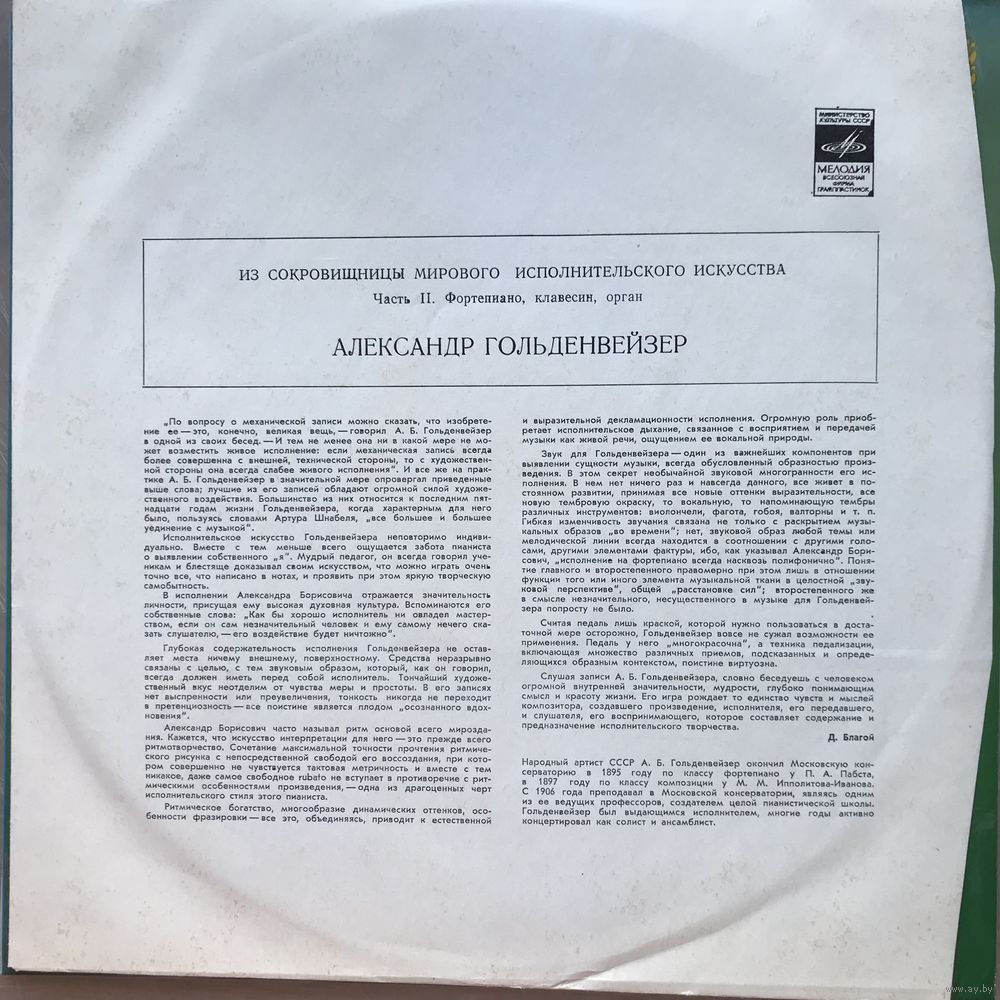 МИНИСТЕРСТВО
КУЛЬТУРЫ СССР
МЕЛОДИЯ
ВСЕСОЮЗНАЯ
ФИРМА
ГРАМПЛАСТИНОК
ИЗ СОКРОВИЩНИЦЫ МИРОВОГО ИСПОЛНИТЕЛЬСКОГО ИСКУССТВА
Часть II. Фортепиано, клавесин, орган
АЛЕКСАНДР ГОЛЬДЕНВЕЙЗЕР
„По вопросу о механической записи можно сказать, что изобрете-
ние ее — это, конечно, великая вещь, — говорил А. Б. Гольденвейзер
в одной из своих бесед. — И тем не менее она ни в какой мере не мо-
жет возместить живое исполнение: если механическая запись всегда
более совершенна с внешней, технической стороны, то с художествен-
ной стороны она всегда слабее живого исполнения“. И все же на прак-
тике А. Б. Гольденвейзер в значительной мере опровергал приведенные
выше слова; лучшие из его записей обладают огромной силой художе-
ственного воздействия. Большинство из них относится к последним пят-
надцати годам жизни Гольденвейзера, когда характерным для него
было, пользуясь словами Артура Шнабеля, „все большее и большее
уединение с музыкой“.
Исполнительское искусство Гольденвейзера неповторимо индиви-
дуально. Вместе с тем меньше всего ощущается забота пианиста
о выявлении собственного „я“. Мудрый педагог, он всегда говорил уче-
никам и блестяще доказывал своим искусством, что можно играть очень
точно все, что написано в нотах, и проявить при этом яркую творческую
самобытность.
В исполнении Александра Борисовича отражается значительность
личности, присущая ему высокая духовная культура. Вспоминаются его
собственные слова: „Как бы хорошо исполнитель ни овладел мастер-
ством, если он сам незначительный человек и ему самому нечего ска-
зать слушателю, — его воздействие будет ничтожно“.
Глубокая содержательность исполнения Гольденвейзера не остав-
ляет места ничему внешнему, поверхностному. Средства неразрывно
связаны с целью, с тем звуковым образом, который, как он говорил,
всегда должен иметь перед собой исполнитель. Тончайший художе-
ственный вкус неотделим от чувства меры и простоты. В его записях
нет выспренности или преувеличения, тонкость никогда не переходит
в претенциозность — все поистине является плодом „осознанного вдох-
новения“.
Александр Борисович часто называл ритм основой всего мирозда-
ния. Кажется, что искусство интерпретации для него — это прежде всего
ритмотворчество. Сочетание максимальной точности прочтения ритмиче-
ского рисунка с непосредственной свободой его воссоздания, при кото-
ром совершенно не чувствуется тактовая метричность и вместе с тем
никакое, даже самое свободное rubato не вступает в противоречие с рит-
мическими особенностями произведения, — одна из драгоценных черт
исполнительского стиля этого пианиста.
Ритмическое богатство, многообразие динамических оттенков, осо-
бенности фразировки — все это, объединяясь, приводит к естественной
и выразительной декламационности исполнения. Огромную роль приоб-
ретает исполнительское дыхание, связанное с восприятием и передачей
музыки как живой речи, ощущением ее вокальной природы.
Звук для Гольденвейзера — один из важнейших компонентов при
выявлении сущности музыки, всегда обусловленный образностью произ-
ведения. В этом секрет необычайной звуковой многогранности его ис-
полнения. В нем нет ничего раз и навсегда данного, все живет в по-
стоянном развитии, принимая все новые оттенки выразительности, все
новую тембровую окраску, то вокальную, то напоминающую тембры
различных инструментов: виолончели, фагота, гобоя, валторны и т. п.
Гибкая изменчивость звучания связана не только с раскрытием музы-
кальных образов „во времени“; нет, звуковой образ любой темы или
мелодической линии всегда находится в соотношении с другими голо-
сами, другими элементами фактуры, ибо, как указывал Александр Бори-
сович, „исполнение на фортепиано всегда насквозь полифонично“. Поня-
тие главного и второстепенного правомерно при этом лишь в отношении
функции того или иного элемента музыкальной ткани в целостной „зву-
ковой перспективе“, общей „расстановке сил“; второстепенного же
в смысле незначительного, несущественного в музыке для Гольденвей-
зера попросту не было.
Считая педаль лишь краской, которой нужно пользоваться в доста-
точной мере осторожно, Гольденвейзер вовсе не сужал возможности ее
применения. Педаль у него „многокрасочна“, а техника педализации,
включающая множество различных приемов, подсказанных и опреде-
ляющихся образным контекстом, поистине виртуозна.
Слушая записи А. Б. Гольденвейзера, словно беседуешь с человеком
огромной внутренней значительности, мудрости, глубоко понимающим
смысл и красоту жизни. Его игра рождает то единство чувств и мыслей
композитора, создавшего произведение, исполнителя, его передавшего,
и слушателя, его воспринимающего, которое составляет содержание и
предназначение исполнительского творчества.
Д. Благой
Народный артист СССР А. Б. Гольденвейзер окончил Московскую кон-
серваторию в 1895 году по классу фортепиано у П. А. Пабста,
в 1897 году по классу композиции у М. М. Ипполитова-Иванова.
С 1906 года преподавал в Московской консерватории, являясь одним
из ее ведущих профессоров, создателем целой пианистической школы.
Гольденвейзер был выдающимся исполнителем, многие годы активно
концертировал как солист и ансамблист.
www.ay.by